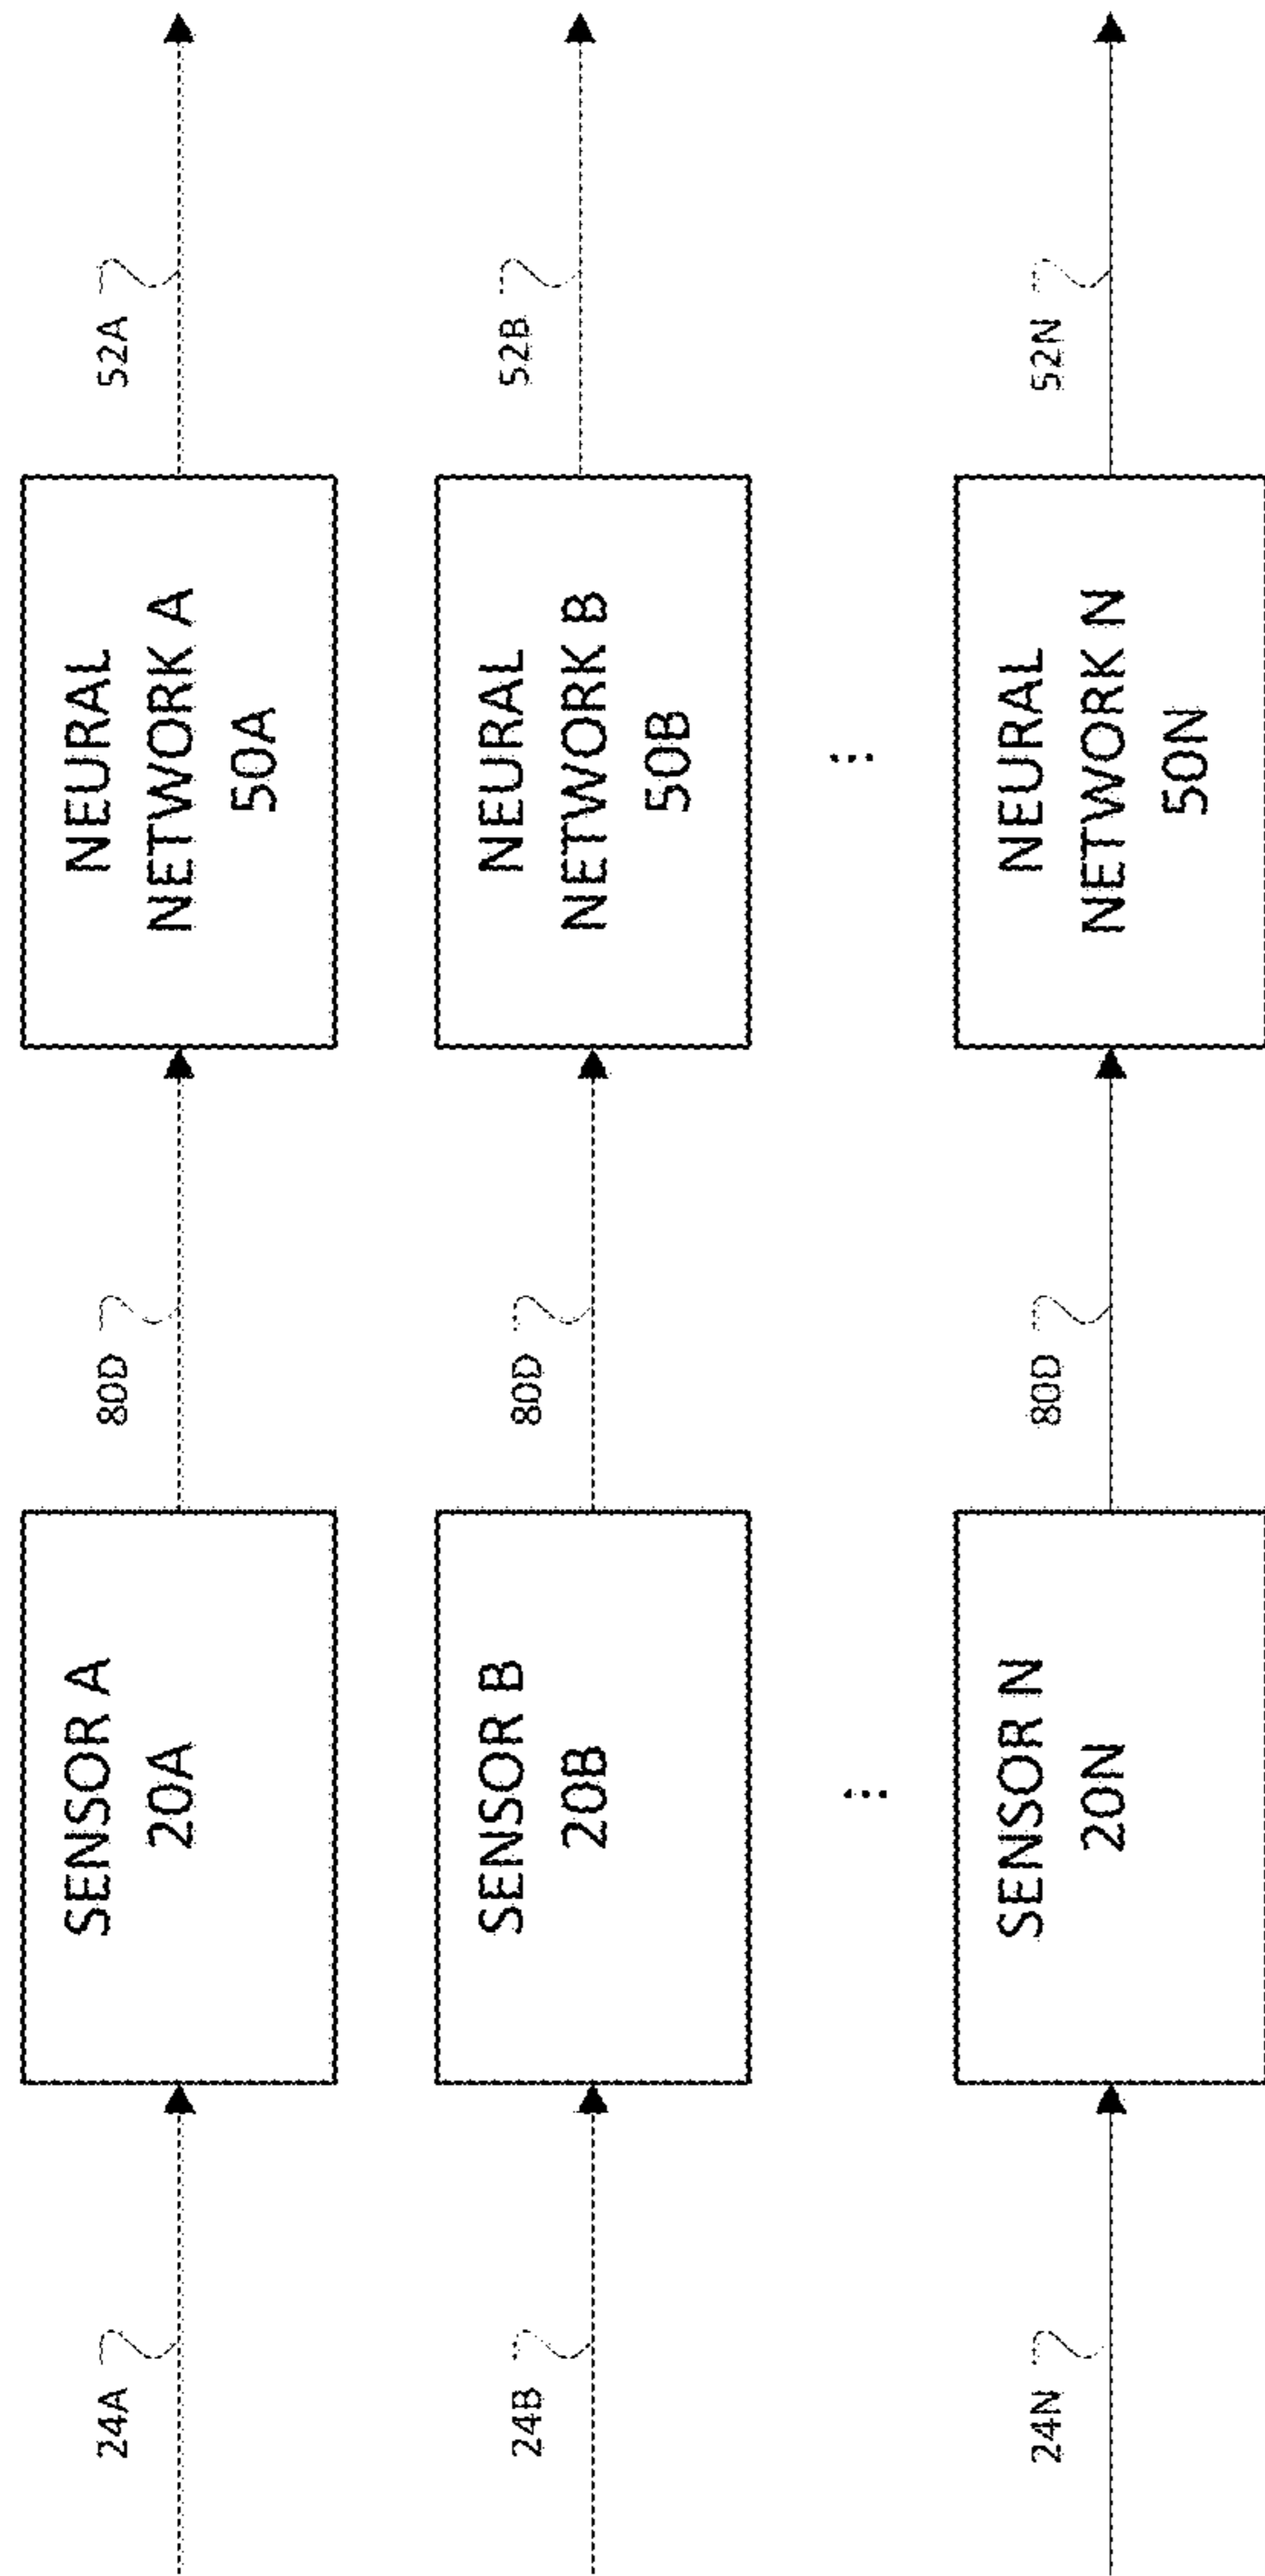 24A
SENSOR A
20A
80D
NEURAL
NETWORK A
50A
52A
24B
SENSOR B
20B
80D
NEURAL
NETWORK B
50B
52B
...
...
24N
SENSOR N
20N
80D
NEURAL
NETWORK N
50N
52N